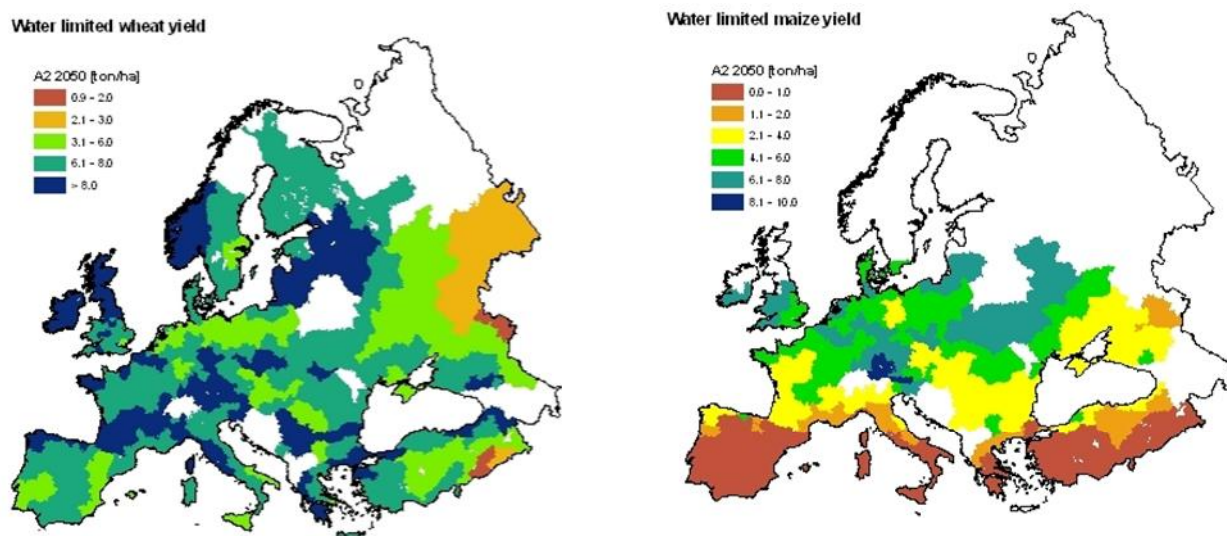 Water limited wheat yield
A2 2050 [ton/ha]
0.9 - 2.0
2.1 - 3.0
3.1 - 6.0
6.1 - 8.0
> 8.0
Water limited maize yield
A2 2050 [ton/ha]
0.0 - 1.0
1.1 - 2.0
2.1 - 4.0
4.1 - 6.0
6.1 - 8.0
8.1 - 10.0